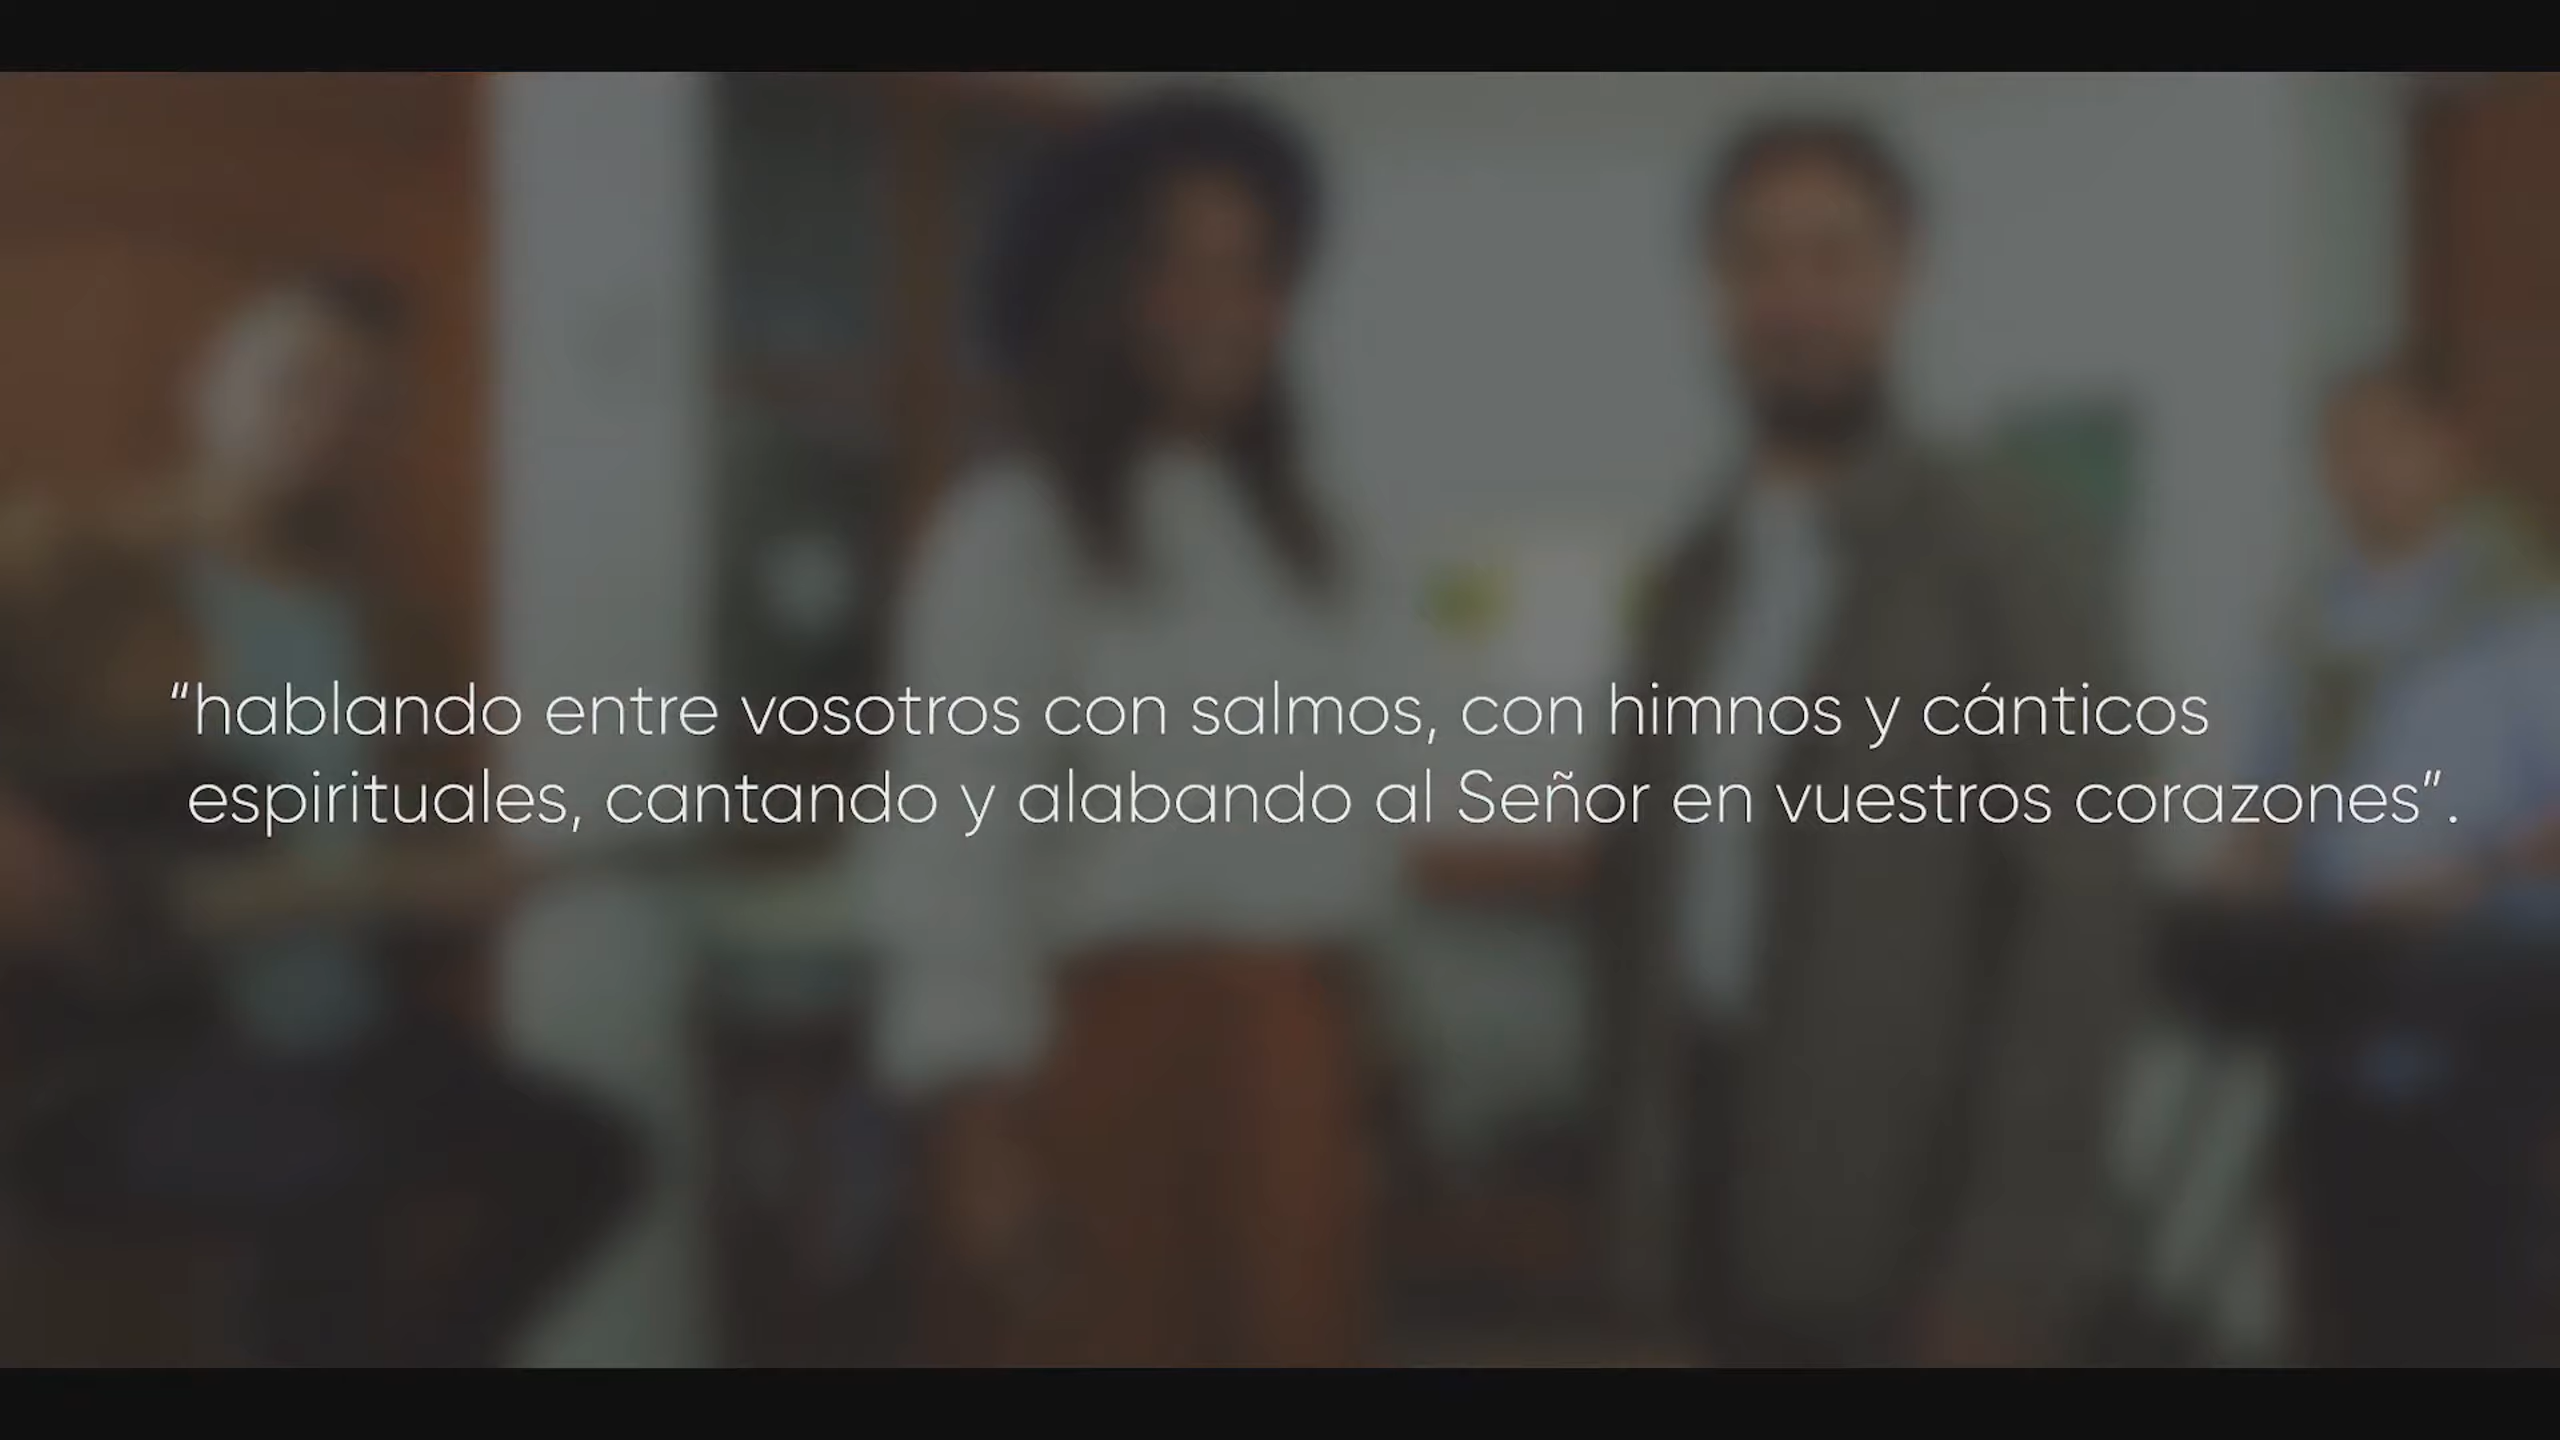 “hablando entre vosotros con salmos, con himnos y cánticos
espirituales, cantando y alabando al Señor en vuestros corazones”.